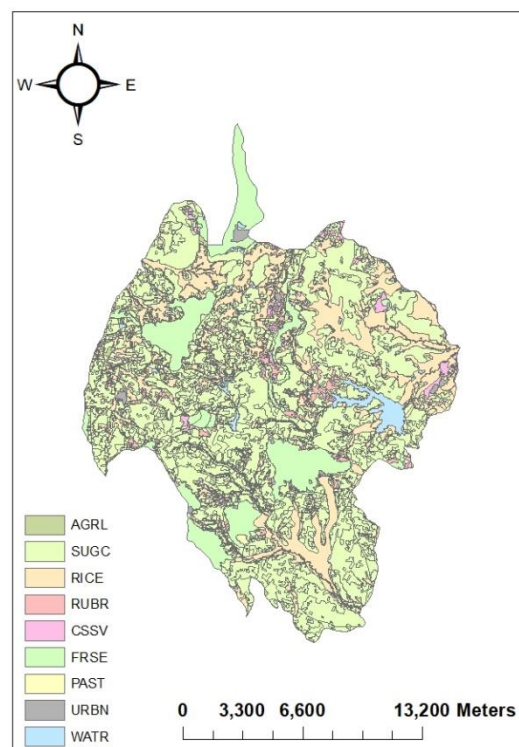 N
W E
S
AGRL
SUGC
RICE
RUBR
CSSV
FRSE
PAST
URBN
WATR
0 3,300 6,600 13,200 Meters